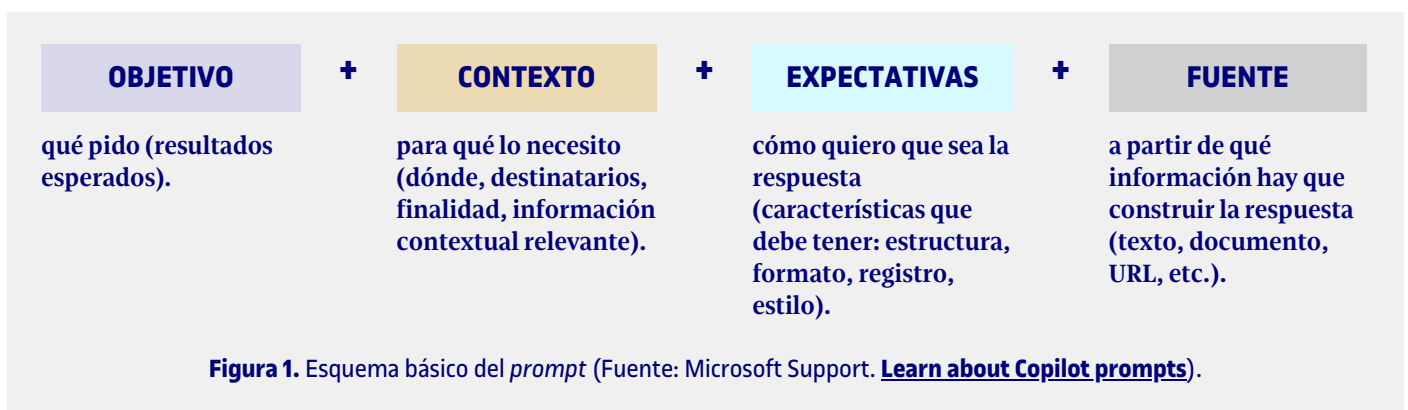 OBJETIVO + CONTEXTO + EXPECTATIVAS + FUENTE
qué pido (resultados
esperados).
para qué lo necesito
(dónde, destinatarios,
finalidad, información
contextual relevante).
cómo quiero que sea la
respuesta
(características que
debe tener: estructura,
formato, registro,
estilo).
a partir de qué
información hay que
construir la respuesta
(texto, documento,
URL, etc.).
Figura 1. Esquema básico del prompt (Fuente: Microsoft Support. Learn about Copilot prompts).